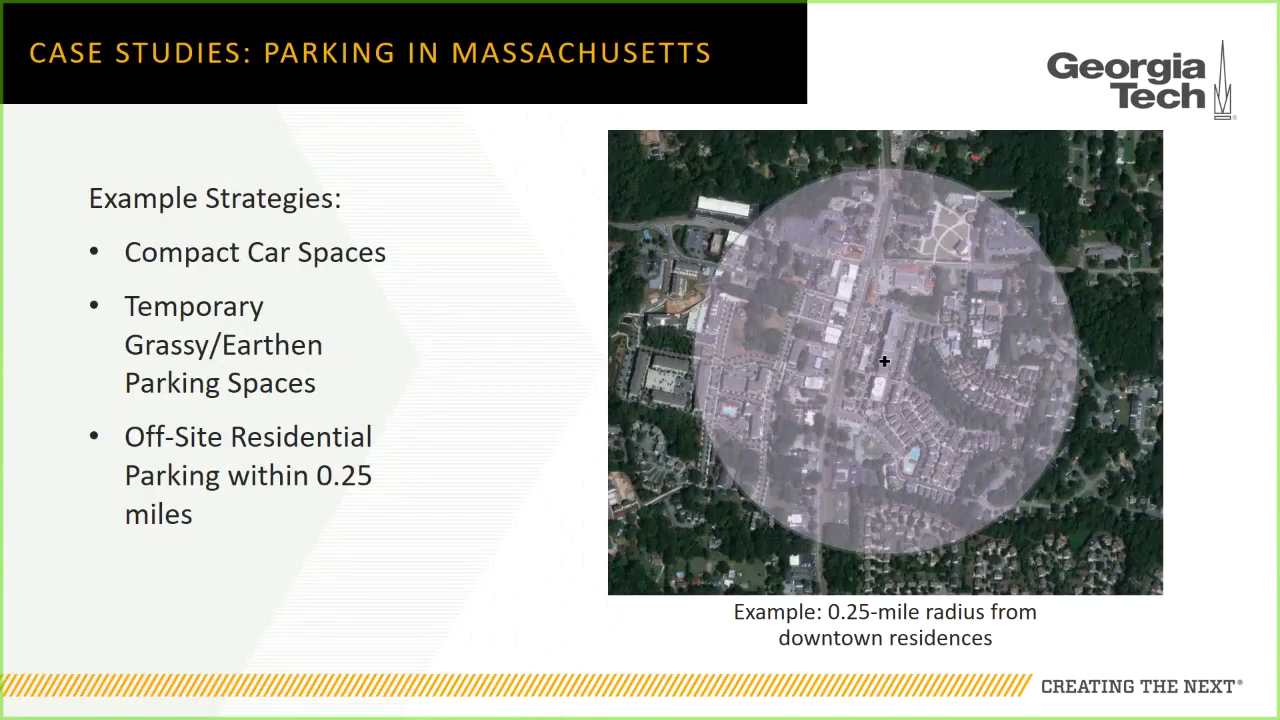 CASE STUDIES: PARKING IN MASSACHUSETTS
Georgia
Tech
Example Strategies:
• Compact Car Spaces
• Temporary
Grassy/Earthen
Parking Spaces
• Off-Site Residential
Parking within 0.25
miles
Example: 0.25-mile radius from
downtown residences
CREATING THE NEXT®